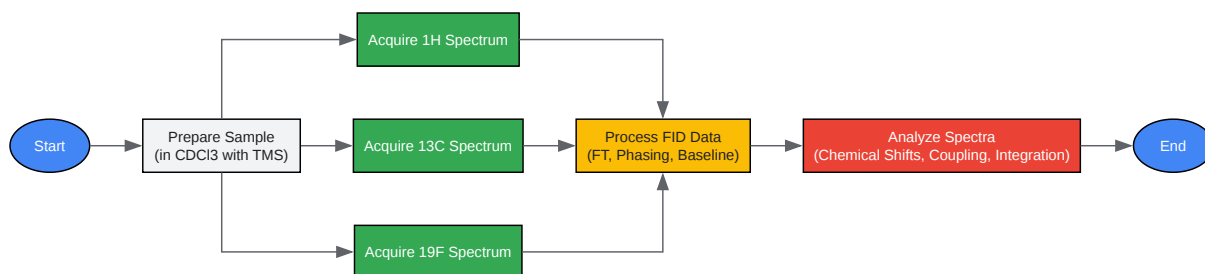 Start
Prepare Sample
(in CDCl3 with TMS)
Acquire 1H Spectrum
Acquire 13C Spectrum
Acquire 19F Spectrum
Process FID Data
(FT, Phasing, Baseline)
Analyze Spectra
(Chemical Shifts, Coupling, Integration)
End